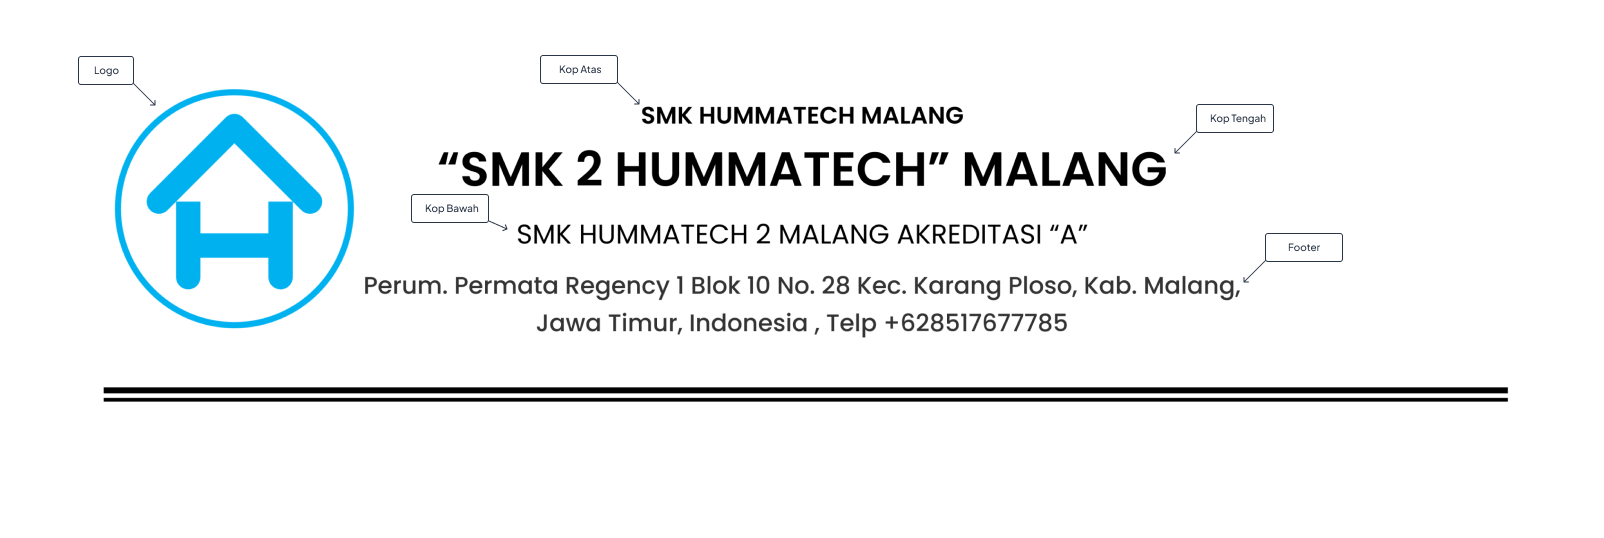 Logo
Kop Atas
SMK HUMMATECH MALANG
Kop Tengah
“SMK 2 HUMMATECH” MALANG
Kop Bawah
SMK HUMMATECH 2 MALANG AKREDITASI “A”
Footer
Perum. Permata Regency 1 Blok 10 No. 28 Kec. Karang Ploso, Kab. Malang,
Jawa Timur, Indonesia , Telp +628517677785